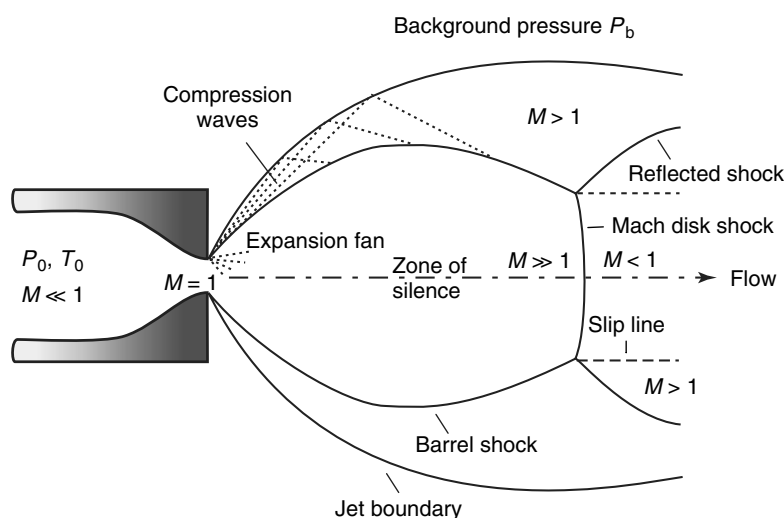 Background pressure P_b
Compression
waves
M > 1
Reflected shock
Mach disk shock
Expansion fan
P_0, T_0
M ≪ 1
M = 1
Zone of
silence
M ≫ 1
M < 1
Flow
Slip line
M > 1
Barrel shock
Jet boundary